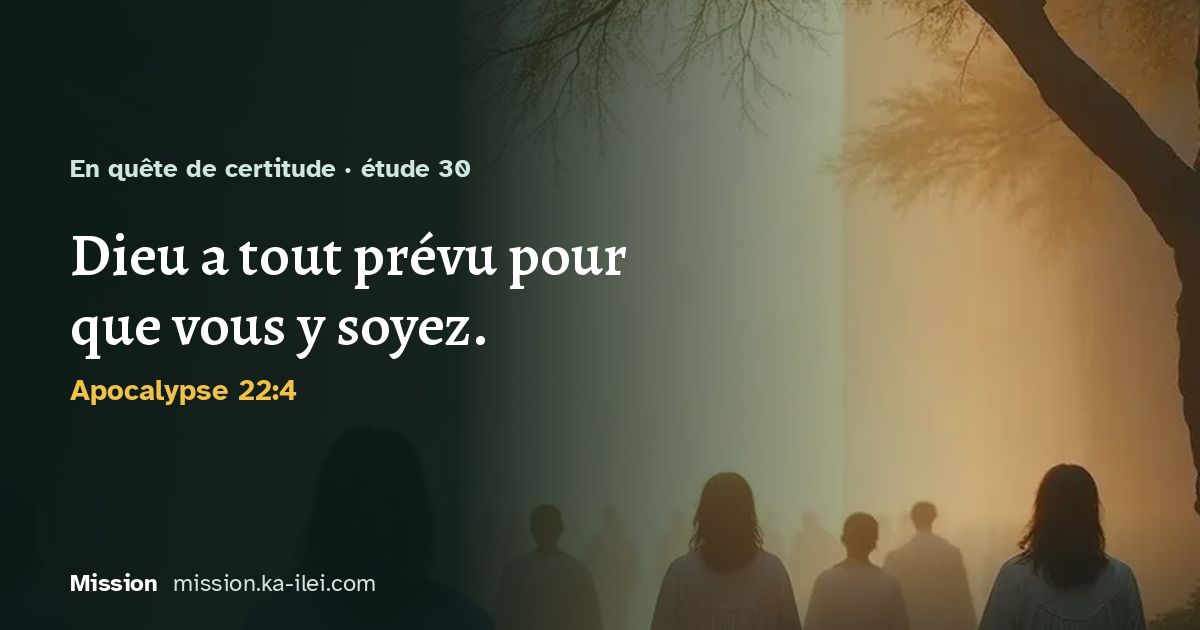 En quête de certitude · étude 30
Dieu a tout prévu pour
que vous y soyez.
Apocalypse 22:4
Mission mission.ka-ilei.com